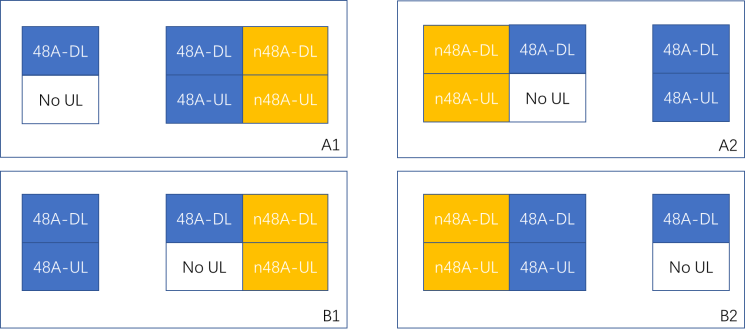 48A-DL 48A-DL n48A-DL
No UL 48A-UL n48A-UL
A1
n48A-DL 48A-DL 48A-DL
n48A-UL No UL 48A-UL
A2
48A-DL 48A-DL n48A-DL
48A-UL No UL n48A-UL
B1
n48A-DL 48A-DL 48A-DL
n48A-UL 48A-UL No UL
B2